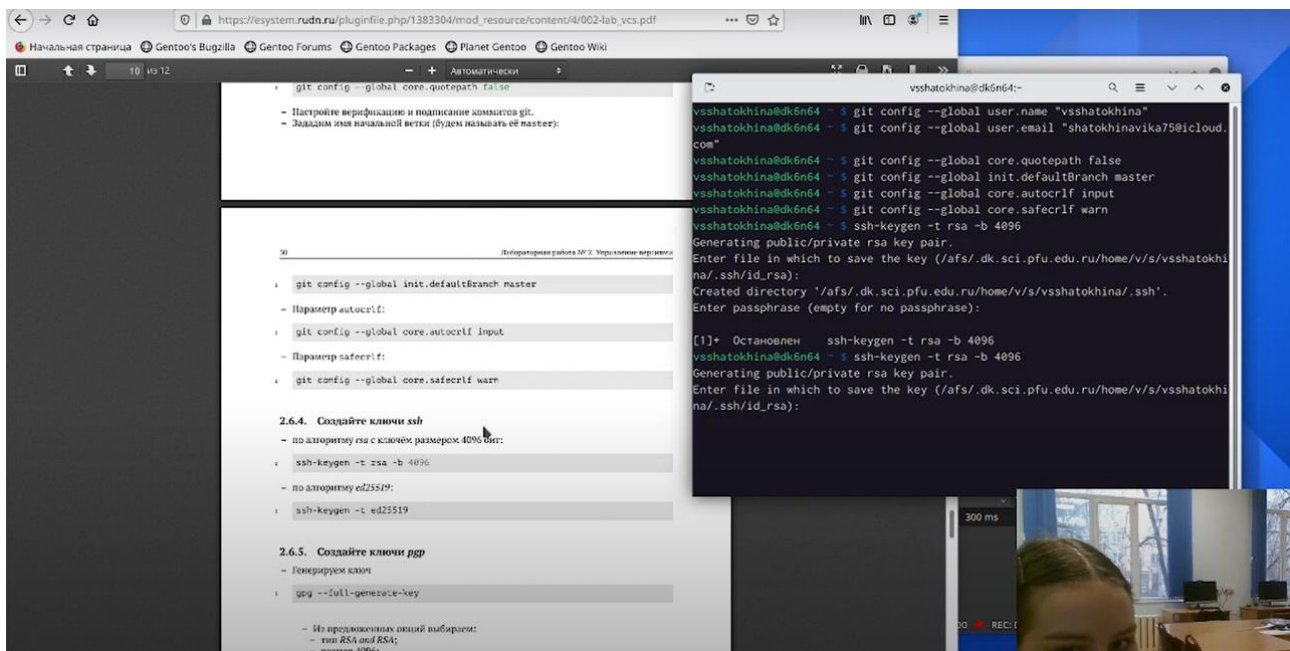 https://esystem.rudn.ru/pluginfile.php/1383304/mod_resource/content/4/002-lab_vcs.pdf
Начальная страница Gentoo's Bugzilla Gentoo Forums Gentoo Packages Planet Gentoo Gentoo Wiki
10 из 12 − + Автоматически
git config --global core.quotepath false
– Настройте верификацию и подписание коммитов git.
– Зададим имя начальной ветки (будем называть её master):
30 Лабораторная работа № 2. Управление версиями
git config --global init.defaultBranch master
– Параметр autocrlf:
git config --global core.autocrlf input
– Параметр safecrlf:
git config --global core.safecrlf warn
2.6.4. Создайте ключи ssh
– по алгоритму rsa с ключём размером 4096 бит:
ssh-keygen -t rsa -b 4096
– по алгоритму ed25519:
ssh-keygen -t ed25519
2.6.5. Создайте ключи pgp
– Генерируем ключ
gpg --full-generate-key
– Из предложенных опций выбираем:
– тип RSA and RSA;
– размер 4096;
vsshatokhina@dk6n64:~
vsshatokhina@dk6n64 ~ $ git config --global user.name "vsshatokhina"
vsshatokhina@dk6n64 ~ $ git config --global user.email "shatokhinavika75@icloud.
com"
vsshatokhina@dk6n64 ~ $ git config --global core.quotepath false
vsshatokhina@dk6n64 ~ $ git config --global init.defaultBranch master
vsshatokhina@dk6n64 ~ $ git config --global core.autocrlf input
vsshatokhina@dk6n64 ~ $ git config --global core.safecrlf warn
vsshatokhina@dk6n64 ~ $ ssh-keygen -t rsa -b 4096
Generating public/private rsa key pair.
Enter file in which to save the key (/afs/.dk.sci.pfu.edu.ru/home/v/s/vsshatokhi
na/.ssh/id_rsa):
Created directory '/afs/.dk.sci.pfu.edu.ru/home/v/s/vsshatokhina/.ssh'.
Enter passphrase (empty for no passphrase):
[1]+ Остановлен ssh-keygen -t rsa -b 4096
vsshatokhina@dk6n64 ~ $ ssh-keygen -t rsa -b 4096
Generating public/private rsa key pair.
Enter file in which to save the key (/afs/.dk.sci.pfu.edu.ru/home/v/s/vsshatokhi
na/.ssh/id_rsa):
300 ms
REC: